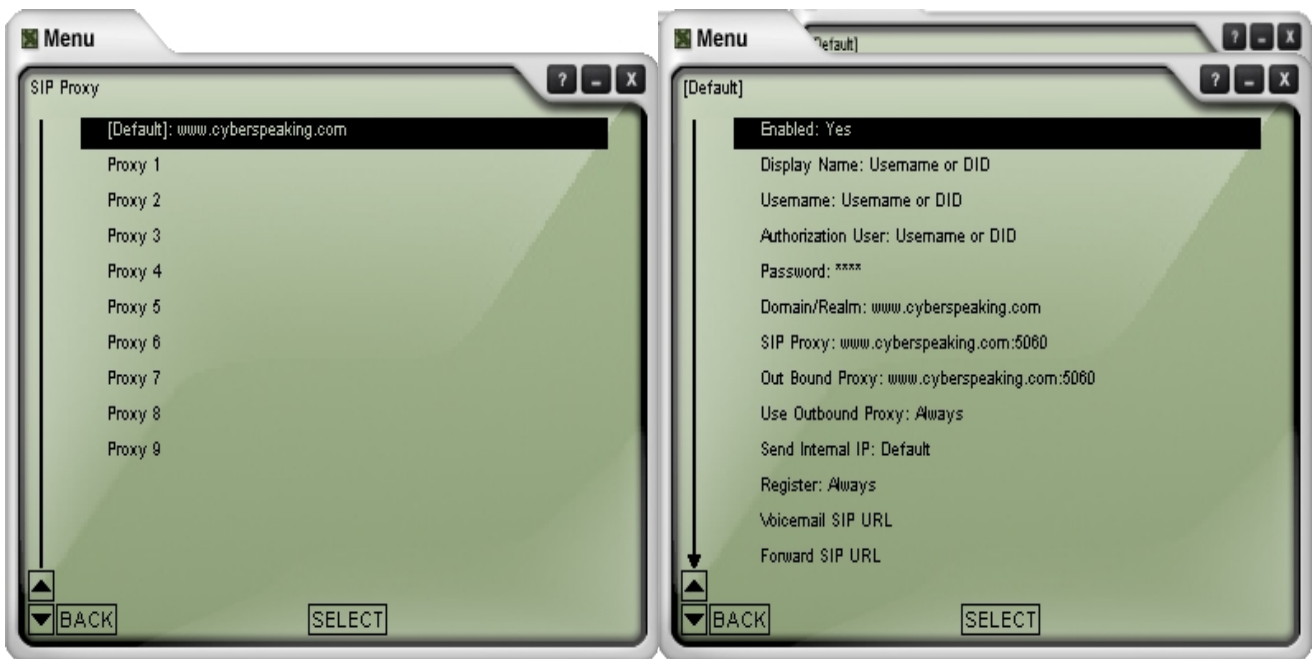 Menu
SIP Proxy
? - X
[Default]: www.cyberspeaking.com
Proxy 1
Proxy 2
Proxy 3
Proxy 4
Proxy 5
Proxy 6
Proxy 7
Proxy 8
Proxy 9
BACK
SELECT
Menu
[Default]
? - X
[Default]
? - X
Enabled: Yes
Display Name: Username or DID
Username: Username or DID
Authorization User: Username or DID
Password: ****
Domain/Realm: www.cyberspeaking.com
SIP Proxy: www.cyberspeaking.com:5060
Out Bound Proxy: www.cyberspeaking.com:5060
Use Outbound Proxy: Always
Send Internal IP: Default
Register: Always
Voicemail SIP URL
Forward SIP URL
BACK
SELECT